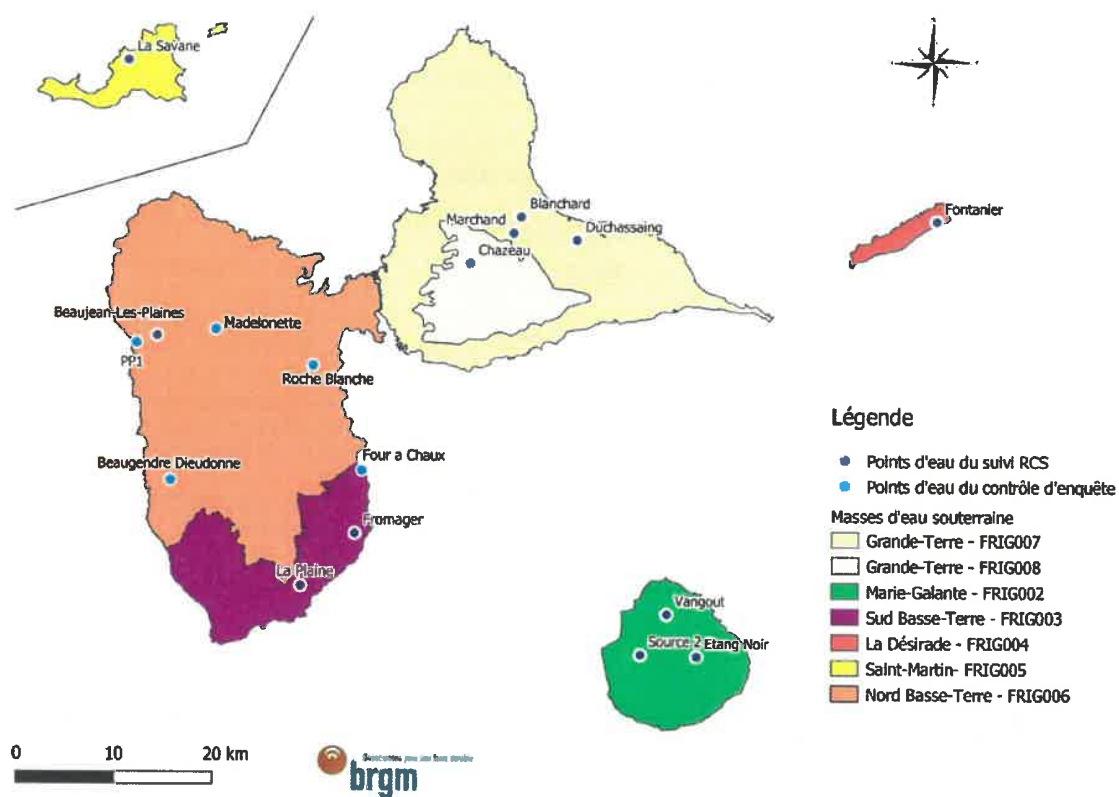 La Savane
Blanchard
Marchand
Duchassaing
Chazeau
Fontanier
Beaujean-Les-Plaines
Madelonette
PP1
Roche Blanche
Beaugendre Dieudonne
Four a Chaux
Fromager
La Plaine
Vangout
Source 2
Etang Noir
Légende
Points d'eau du suivi RCS
Points d'eau du contrôle d'enquête
Masses d'eau souterraine
Grande-Terre - FRIG007
Grande-Terre - FRIG008
Marie-Galante - FRIG002
Sud Basse-Terre - FRIG003
La Désirade - FRIG004
Saint-Martin- FRIG005
Nord Basse-Terre - FRIG006
0 10 20 km
brgm